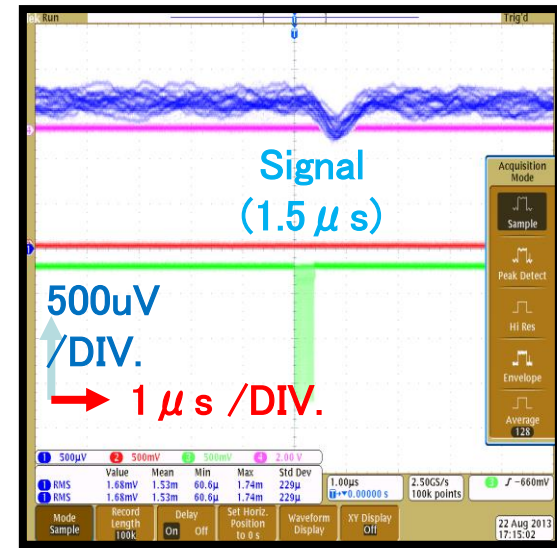 Tek Run
Trig'd
Signal
(1.5 μ s)
500uV
/DIV.
1 μ s /DIV.
Acquisition
Mode
Sample
Peak Detect
Hi Res
Envelope
Average
128
1 500μV 2 500mV 3 500mV 4 2.00 V
Value Mean Min Max Std Dev
1 RMS 1.68mV 1.53m 60.6μ 1.74m 229μ
1 RMS 1.68mV 1.53m 60.6μ 1.74m 229μ
1.00μs
0.00000 s
2.50GS/s
100k points
-660mV
Mode
Sample
Record
Length
100k
Delay
On Off
Set Horiz.
Position
to 0 s
Waveform
Display
XY Display
Off
22 Aug 2013
17:15:02